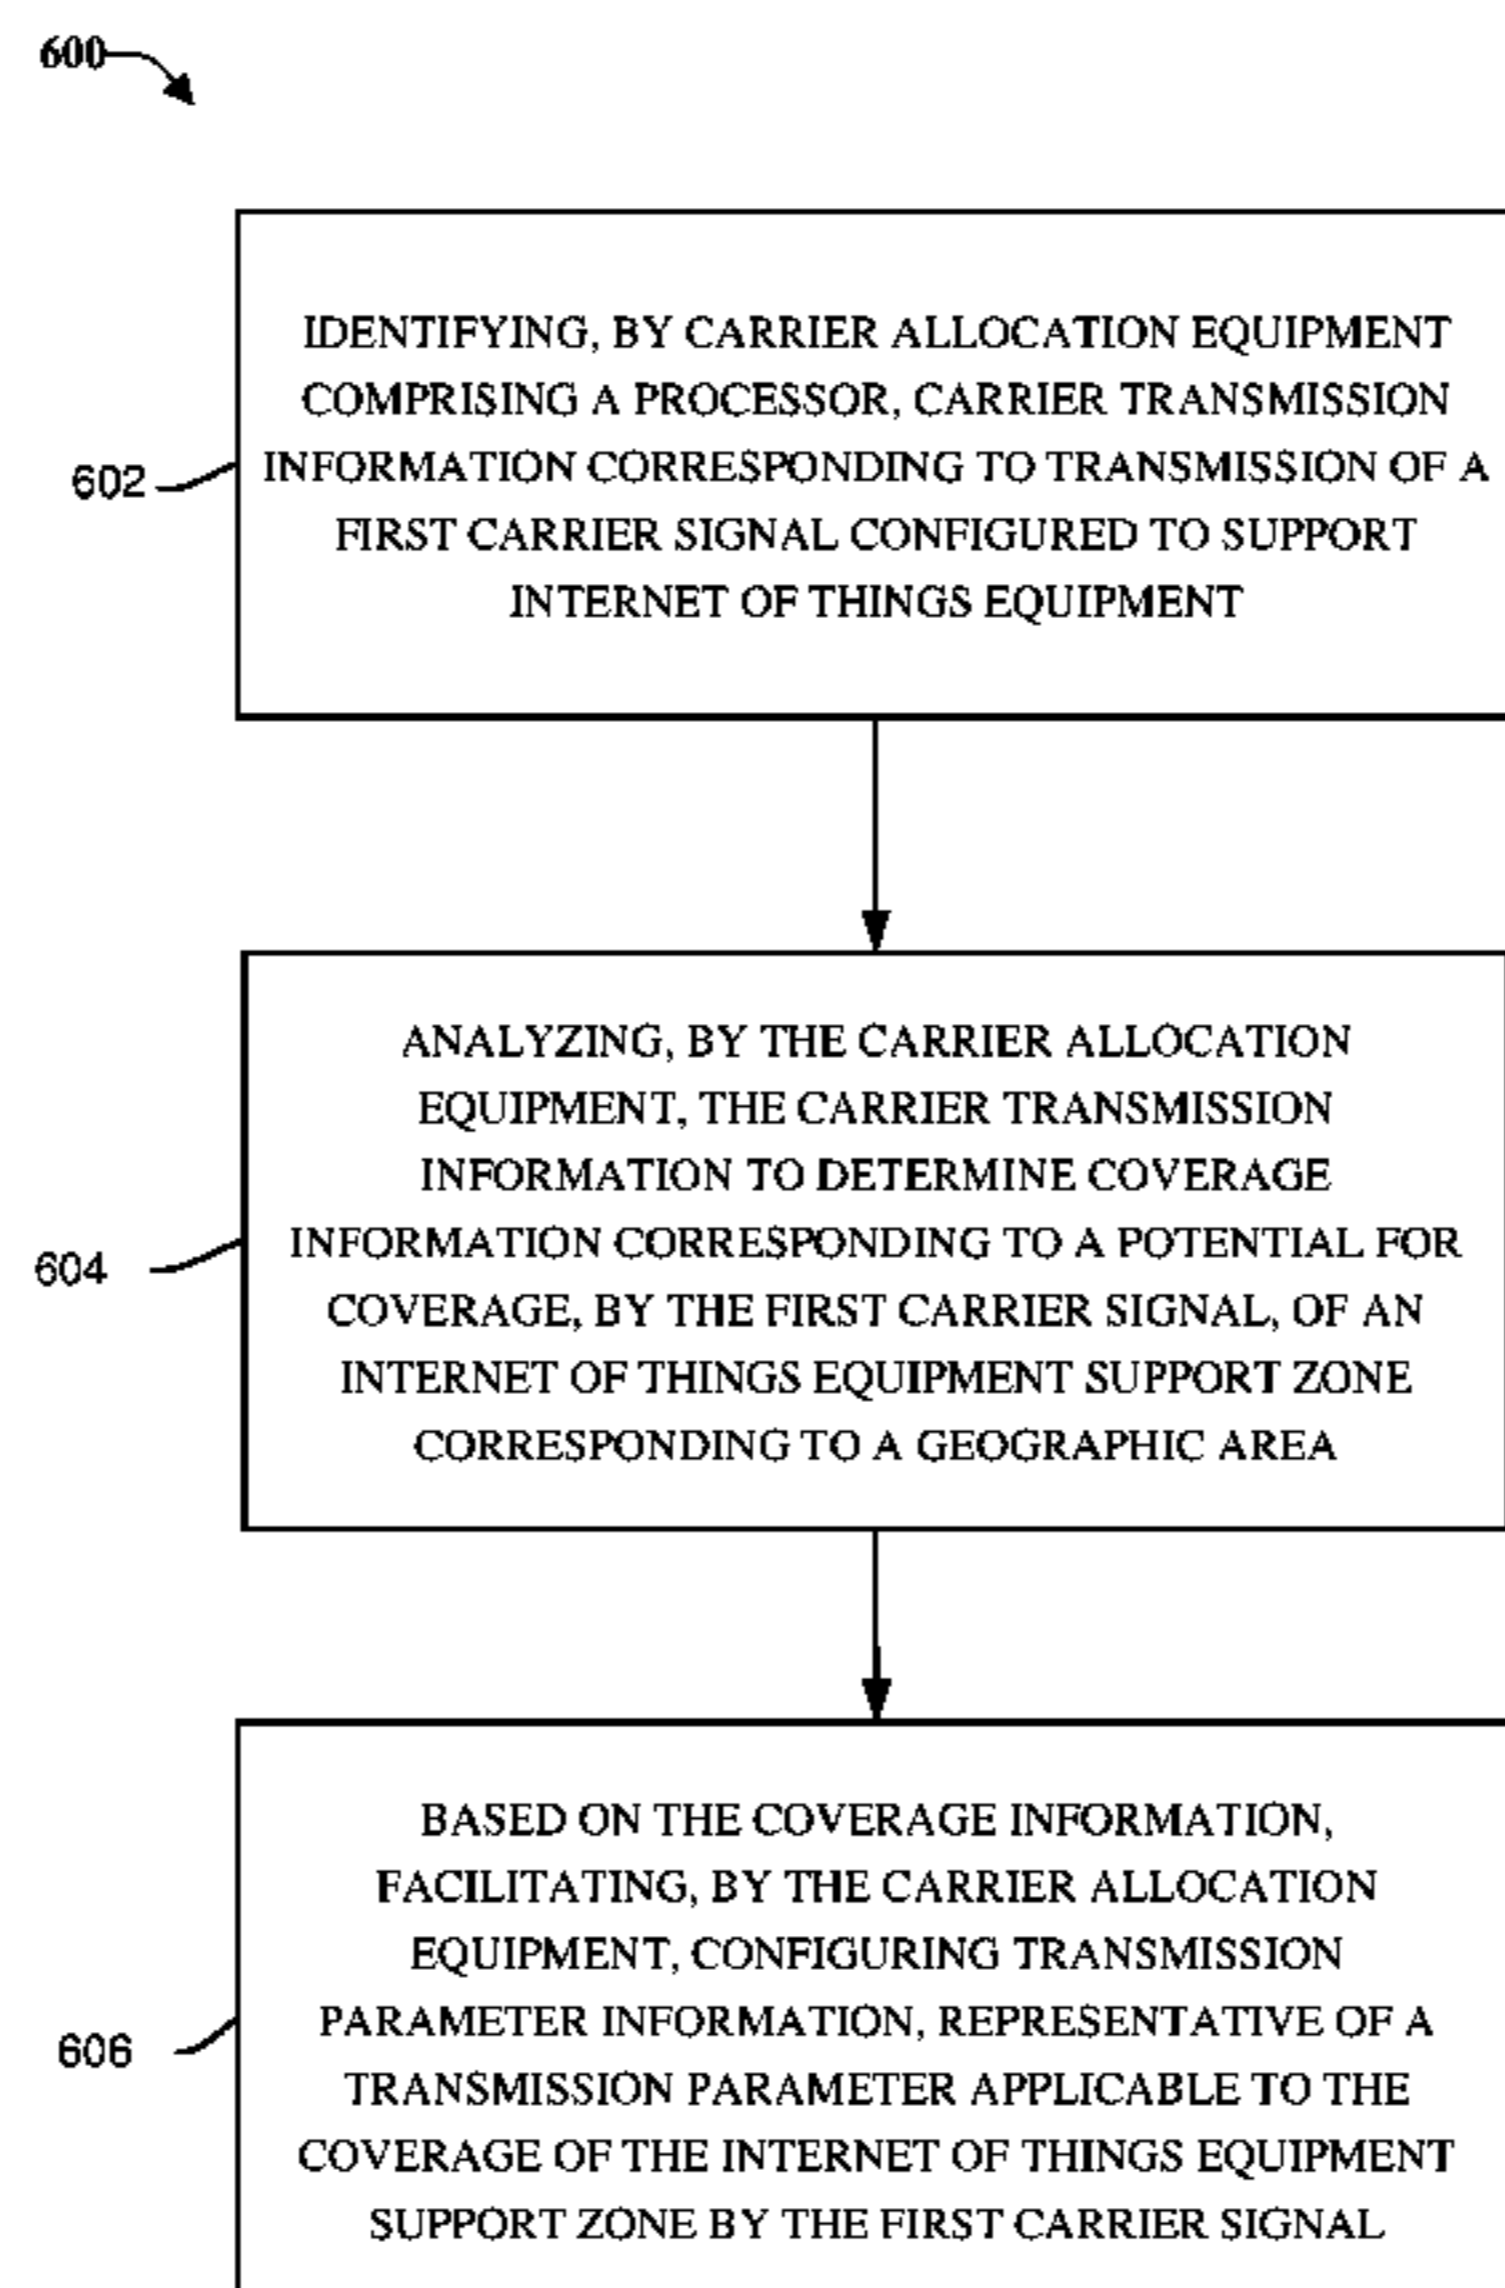 600
IDENTIFYING, BY CARRIER ALLOCATION EQUIPMENT
COMPRISING A PROCESSOR, CARRIER TRANSMISSION
INFORMATION CORRESPONDING TO TRANSMISSION OF A
FIRST CARRIER SIGNAL CONFIGURED TO SUPPORT
INTERNET OF THINGS EQUIPMENT
602
ANALYZING, BY THE CARRIER ALLOCATION
EQUIPMENT, THE CARRIER TRANSMISSION
INFORMATION TO DETERMINE COVERAGE
INFORMATION CORRESPONDING TO A POTENTIAL FOR
COVERAGE, BY THE FIRST CARRIER SIGNAL, OF AN
INTERNET OF THINGS EQUIPMENT SUPPORT ZONE
CORRESPONDING TO A GEOGRAPHIC AREA
604
BASED ON THE COVERAGE INFORMATION,
FACILITATING, BY THE CARRIER ALLOCATION
EQUIPMENT, CONFIGURING TRANSMISSION
PARAMETER INFORMATION, REPRESENTATIVE OF A
TRANSMISSION PARAMETER APPLICABLE TO THE
COVERAGE OF THE INTERNET OF THINGS EQUIPMENT
SUPPORT ZONE BY THE FIRST CARRIER SIGNAL
606